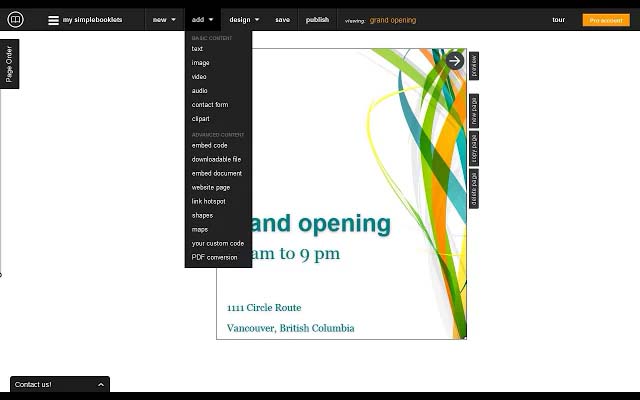 my simplebooklets new add design save publish viewing: grand opening tour Pro account
Page Order
BASIC CONTENT
text
image
video
audio
contact form
clipart
ADVANCED CONTENT
embed code
downloadable file
embed document
website page
link hotspot
shapes
maps
your custom code
PDF conversion
preview
new page
copy page
delete page
and opening
am to 9 pm
1111 Circle Route
Vancouver, British Columbia
Contact us!